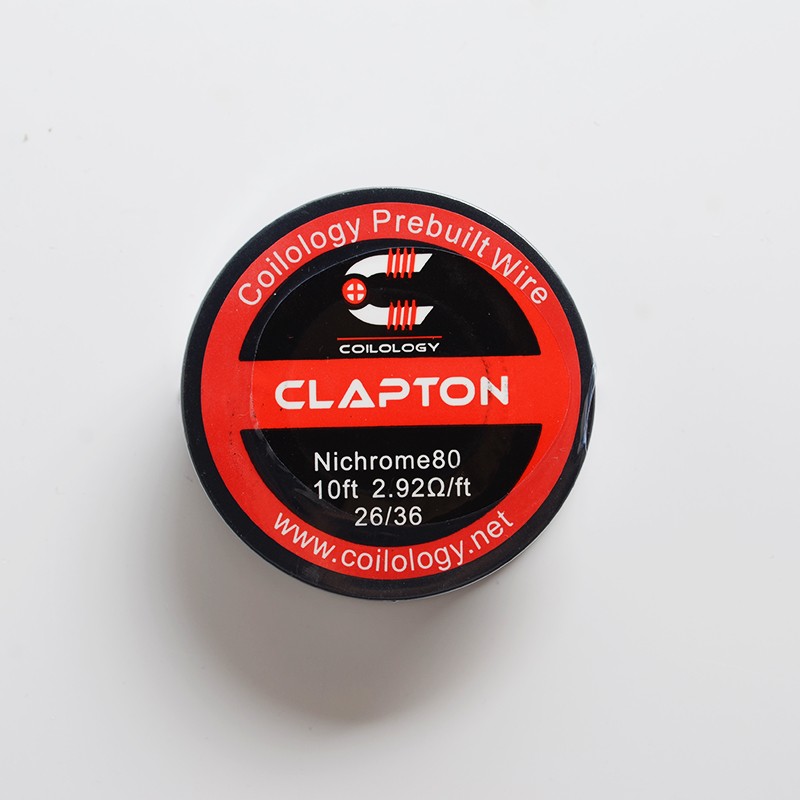 Coilology Prebuilt Wire
COILOLOGY
CLAPTON
Nichrome80
10ft 2.92Ω/ft
26/36
www.coilology.net